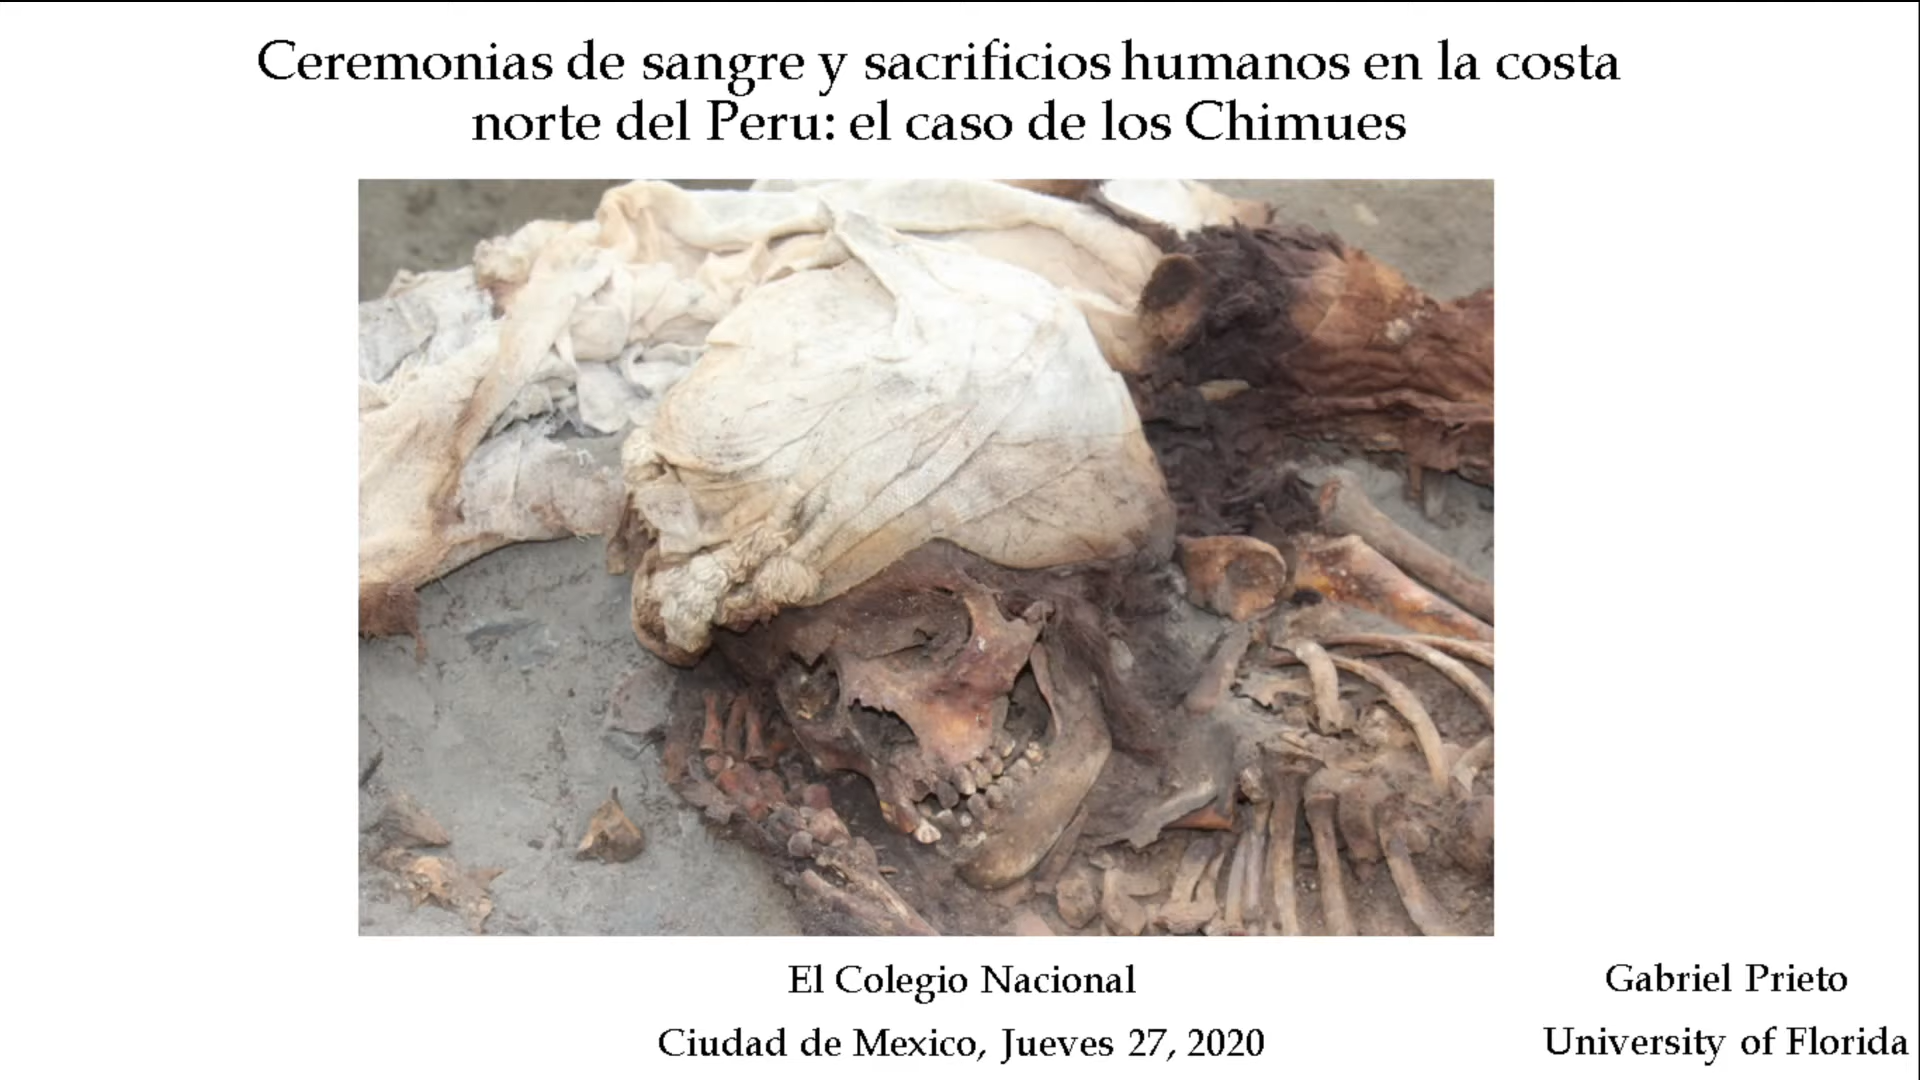 Ceremonias de sangre y sacrificios humanos en la costa
norte del Peru: el caso de los Chimues
El Colegio Nacional
Ciudad de Mexico, Jueves 27, 2020
Gabriel Prieto
University of Florida